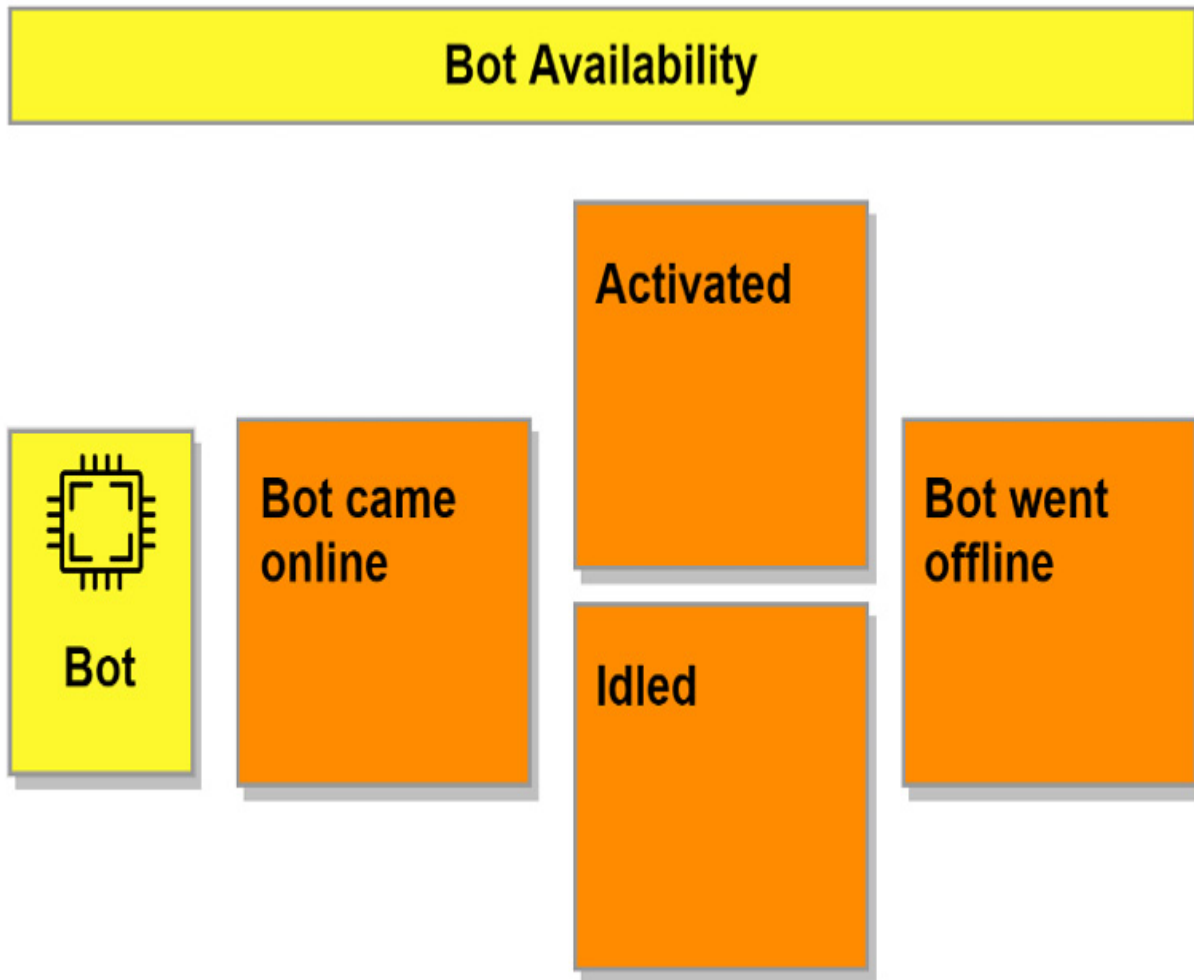 Bot Availability
Activated
Bot came
online
Bot went
offline
Bot
Idled